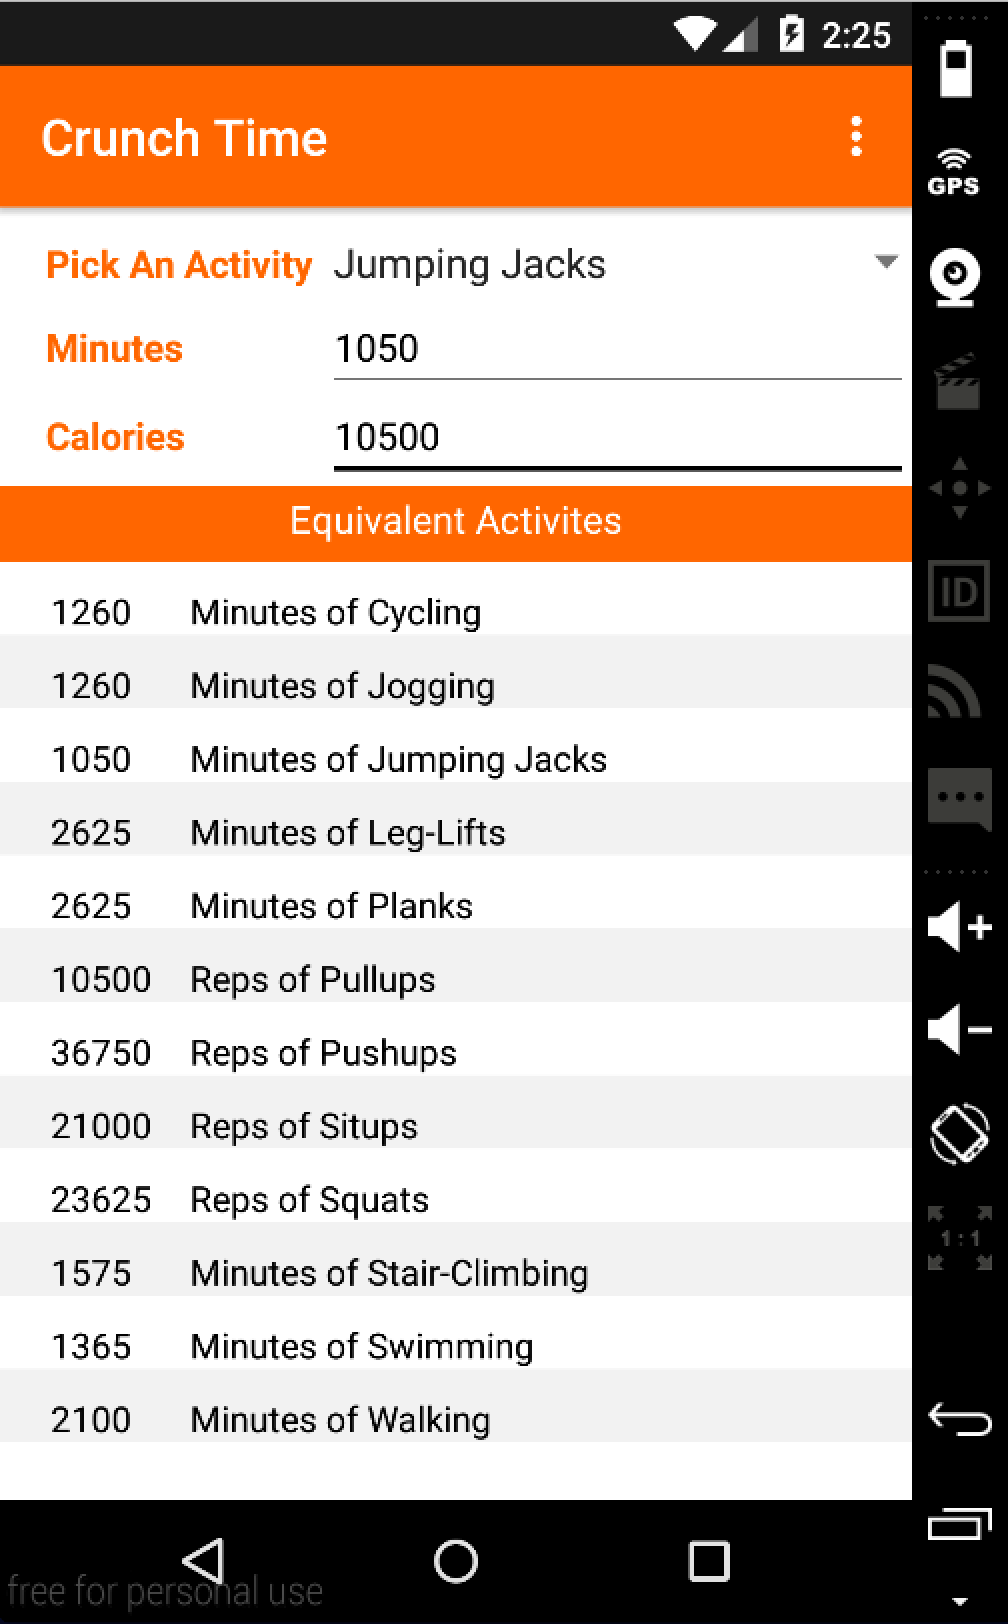 2:25
Crunch Time
GPS
Pick An Activity Jumping Jacks
Minutes 1050
Calories 10500
Equivalent Activites
ID
1260 Minutes of Cycling
1260 Minutes of Jogging
1050 Minutes of Jumping Jacks
2625 Minutes of Leg-Lifts
2625 Minutes of Planks
10500 Reps of Pullups
36750 Reps of Pushups
21000 Reps of Situps
23625 Reps of Squats
1:1
1575 Minutes of Stair-Climbing
1365 Minutes of Swimming
2100 Minutes of Walking
free for personal use